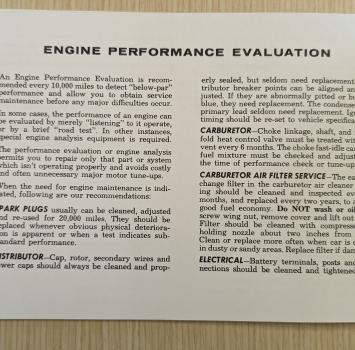 ENGINE PERFORMANCE EVALUATION
An Engine Performance Evaluation is recom-
mended every 10,000 miles to detect "below-par"
performance and allow you to obtain service
maintenance before any major difficulties occur.
In some cases, the performance of an engine can
be evaluated by merely "listening" to it operate,
or by a brief "road test". In other instances,
special engine analysis equipment is required.
The performance evaluation or engine analysis
permits you to repair only that part or system
which isn't operating properly and avoids costly
and often unnecessary major motor tune-ups.
When the need for engine maintenance is indi-
ated, following are our recommendations:
PARK PLUGS usually can be cleaned, adjusted
nd re-used for 20,000 miles. They should be
eplaced whenever obvious physical deteriora-
on is apparent or when a test indicates sub-
andard performance.
ISTRIBUTOR—Cap, rotor, secondary wires and
wer caps should always be cleaned and prop-
erly sealed, but seldom need replacement.
tributor breaker points can be aligned an
justed. If they are abnormally pitted or b
blue, they need replacement. The condense
primary lead seldom need replacement. Ig
timing should be re-set to vehicle specifica
CARBURETOR—Choke linkage, shaft, and
fold heat control valve must be treated wit
vent every 6 months. The choke fast-idle ca
fuel mixture must be checked and adjust
the time of performance check or tune-up
CARBURETOR AIR FILTER SERVICE—The ea
change filter in the carburetor air cleaner
ing should be cleaned and inspected eve
months, and replaced every two years, to a
good fuel economy. Do NOT wash or oil
screw wing nut, remove cover and lift out
Filter should be cleaned with compresse
holding nozzle about two inches from
Clean or replace more often when car is o
in dusty or sandy areas. Replace filter if dam
ELECTRICAL—Battery terminals, posts and
nections should be cleaned and tightened